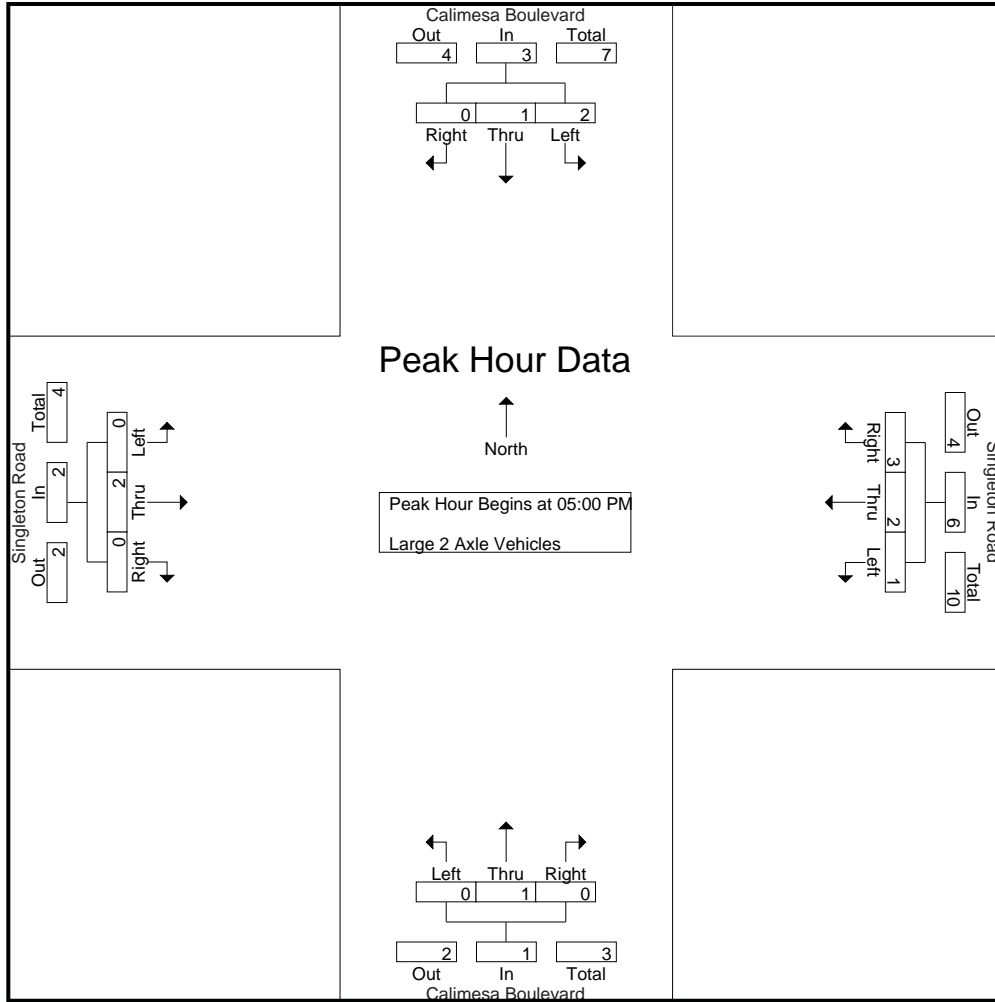 Calimesa Boulevard
Out In Total
4 3 7
0 1 2
Right Thru Left
Peak Hour Data
North
Peak Hour Begins at 05:00 PM
Large 2 Axle Vehicles
Singleton Road
Total In Out
4 2 2
0 2 0
Left Thru Right
Singleton Road
Out In Total
4 6 10
3 2 1
Right Thru Left
Left Thru Right
0 1 0
2 1 3
Out In Total
Calimesa Boulevard